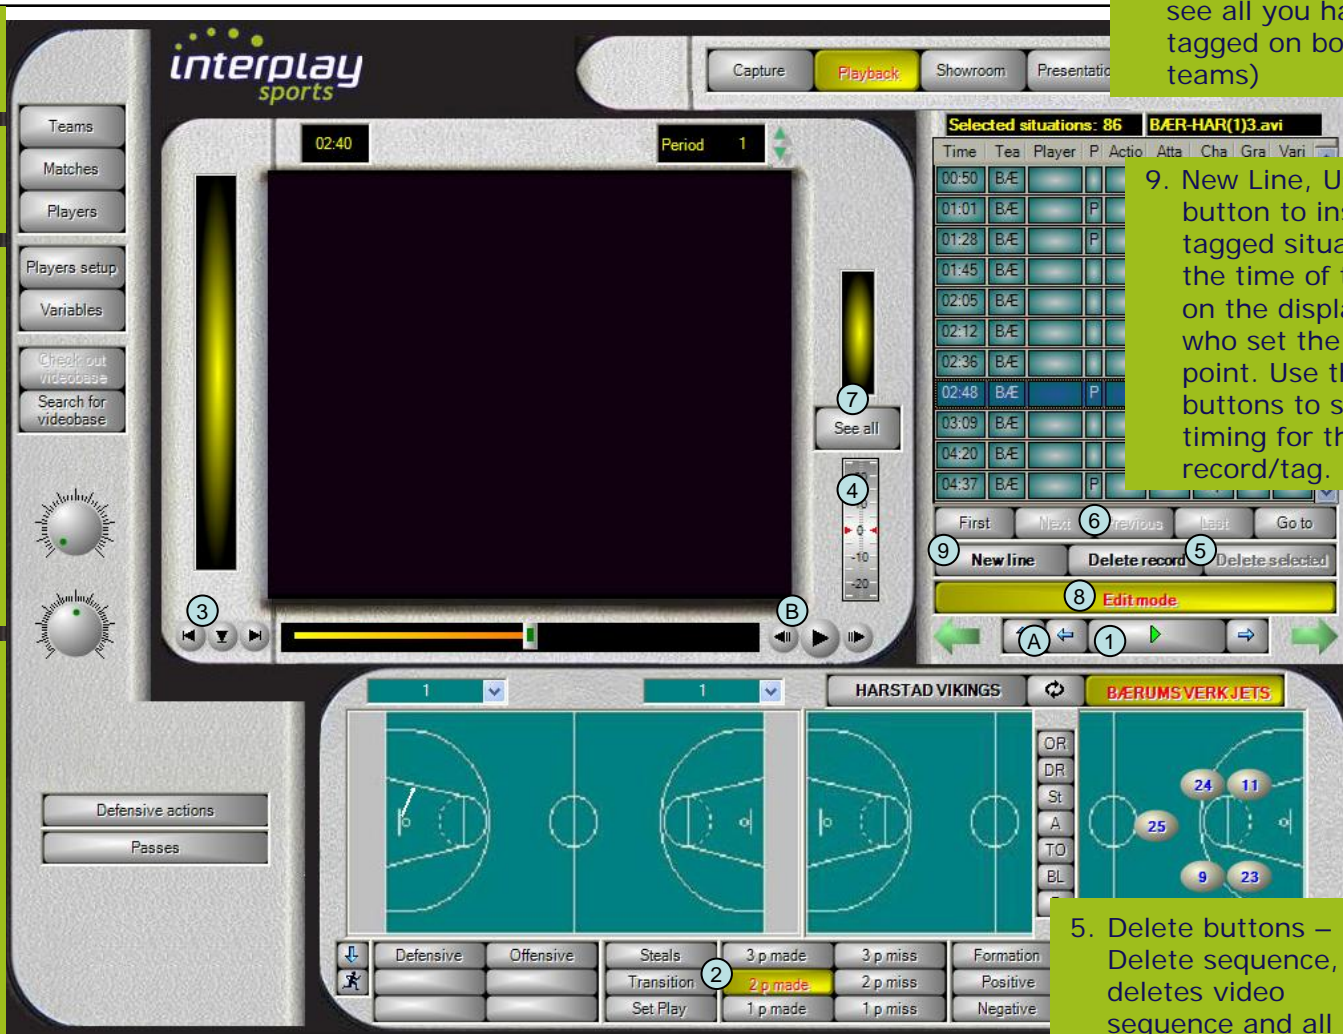 see all you ha
tagged on bo
teams)
interplay
sports
Capture
Playback
Showroom
Presentatio
Teams
Matches
Players
Players setup
Variables
Check out
videobase
Search for
videobase
02:40
Period 1
Selected situations: 86
BÆR-HAR(1)3.avi
Time Tea Player P Actio Atta Cha Gra Vari
00:50 BÆ
01:01 BÆ P
01:28 BÆ P
01:45 BÆ
02:05 BÆ
02:12 BÆ
02:36 BÆ
02:48 BÆ P
03:09 BÆ
04:20 BÆ
04:37 BÆ P
9. New Line, U
button to ins
tagged situa
the time of t
on the displa
who set the
point. Use th
buttons to s
timing for th
record/tag.
7
See all
4
0
-10
-20
First Next 6 Previous Last Go to
9 New line Delete record 5 Delete selected
8 Edit mode
A 1
3
B
1
1
HARSTAD VIKINGS
BÆRUMSVERK JETS
OR
DR
St
A
TO
BL
24 11
25
9 23
Defensive actions
Passes
Defensive Offensive Steals 3 p made 3 p miss Formation
Transition 2 2 p made 2 p miss Positive
Set Play 1 p made 1 p miss Negative
5. Delete buttons –
Delete sequence,
deletes video
sequence and all